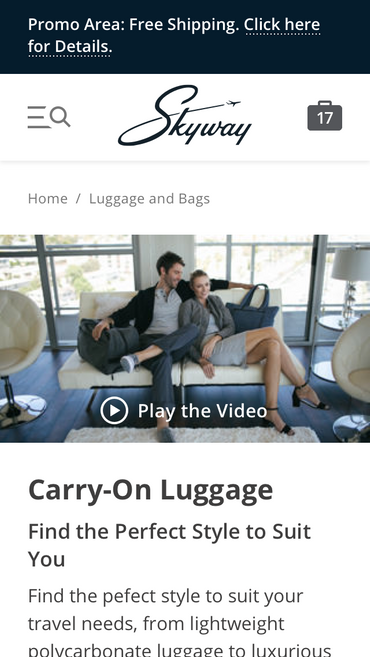 Promo Area: Free Shipping. Click here
for Details.
Skyway
17
Home / Luggage and Bags
Play the Video
Carry-On Luggage
Find the Perfect Style to Suit
You
Find the pefect style to suit your
travel needs, from lightweight
polycarbonate luggage to luxurious